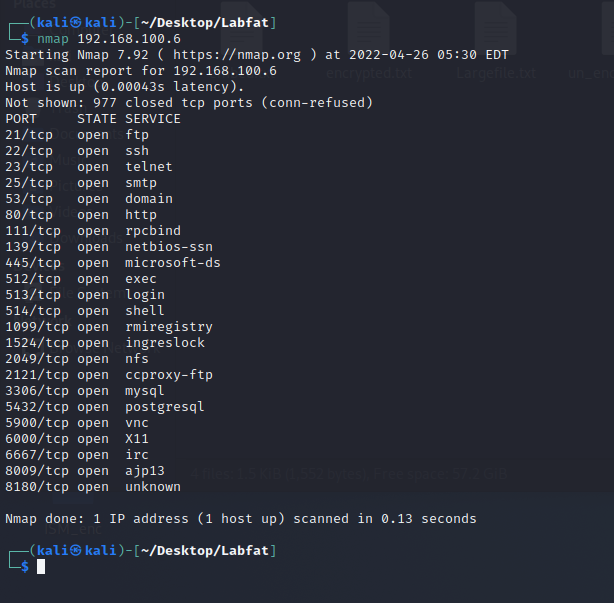 Places
┌──(kali㉿kali)-[~/Desktop/Labfat]
└─$ nmap 192.168.100.6
Starting Nmap 7.92 ( https://nmap.org ) at 2022-04-26 05:30 EDT
Nmap scan report for 192.168.100.6
encrypted.txt Largefile.txt
Host is up (0.00043s latency).
Not shown: 977 closed tcp ports (conn-refused)
PORT STATE SERVICE
21/tcp open ftp
22/tcp open ssh
23/tcp open telnet
25/tcp open smtp
53/tcp open domain
80/tcp open http
111/tcp open rpcbind
139/tcp open netbios-ssn
445/tcp open microsoft-ds
512/tcp open exec
513/tcp open login
514/tcp open shell
1099/tcp open rmiregistry
1524/tcp open ingreslock
2049/tcp open nfs
2121/tcp open ccproxy-ftp
3306/tcp open mysql
5432/tcp open postgresql
5900/tcp open vnc
6000/tcp open X11
6667/tcp open irc
8009/tcp open ajp13
8180/tcp open unknown
Nmap done: 1 IP address (1 host up) scanned in 0.13 seconds
┌──(kali㉿kali)-[~/Desktop/Labfat]
└─$